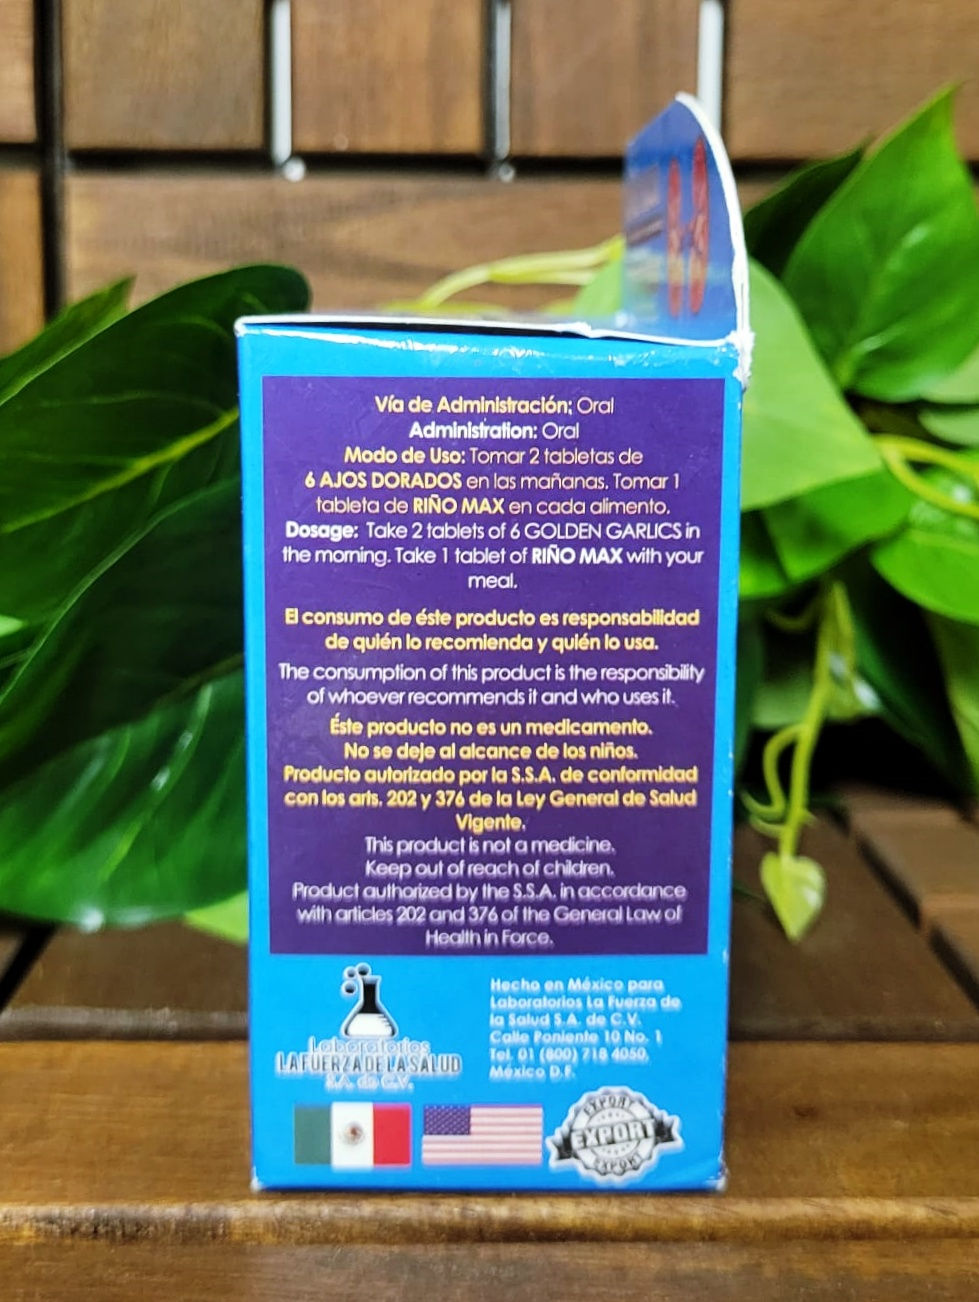 Vía de Administración; Oral
Administration: Oral
Modo de Uso: Tomar 2 tabletas de
6 AJOS DORADOS en las mañanas. Tomar 1
tableta de RIÑO MAX en cada alimento.
Dosage: Take 2 tablets of 6 GOLDEN GARLICS in
the morning. Take 1 tablet of RIÑO MAX with your
meal.
El consumo de éste producto es responsabilidad
de quién lo recomienda y quién lo usa.
The consumption of this product is the responsibility
of whoever recommends it and who uses it.
Éste producto no es un medicamento.
No se deje al alcance de los niños.
Producto autorizado por la S.S.A. de conformidad
con los arts. 202 y 376 de la Ley General de Salud
Vigente.
This product is not a medicine.
Keep out of reach of children.
Product authorized by the S.S.A. in accordance
with articles 202 and 376 of the General Law of
Health in Force.
Laboratorios
LA FUERZA DE LA SALUD
S.A. de C.V.
Hecho en México para
Laboratorios La Fuerza de
la Salud S.A. de C.V.
Calle Poniente 10 No. 1
Tel. 01 (800) 718 4050,
México D.F.
EXPORT
EXPORT
EXPORT